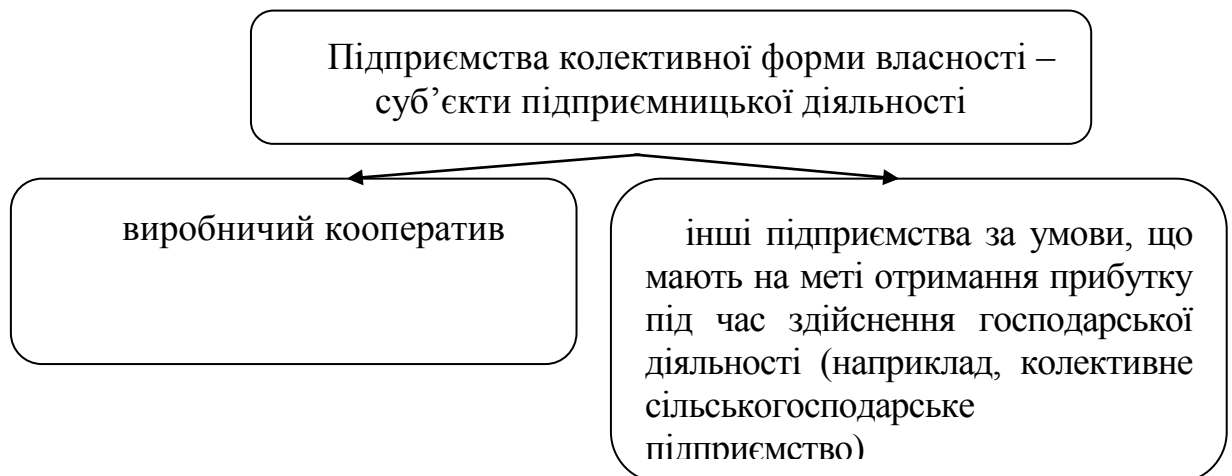 Підприємства колективної форми власності –
суб’єкти підприємницької діяльності
виробничий кооператив
інші підприємства за умови, що
мають на меті отримання прибутку
під час здійснення господарської
діяльності (наприклад, колективне
сільськогосподарське
підприємство)